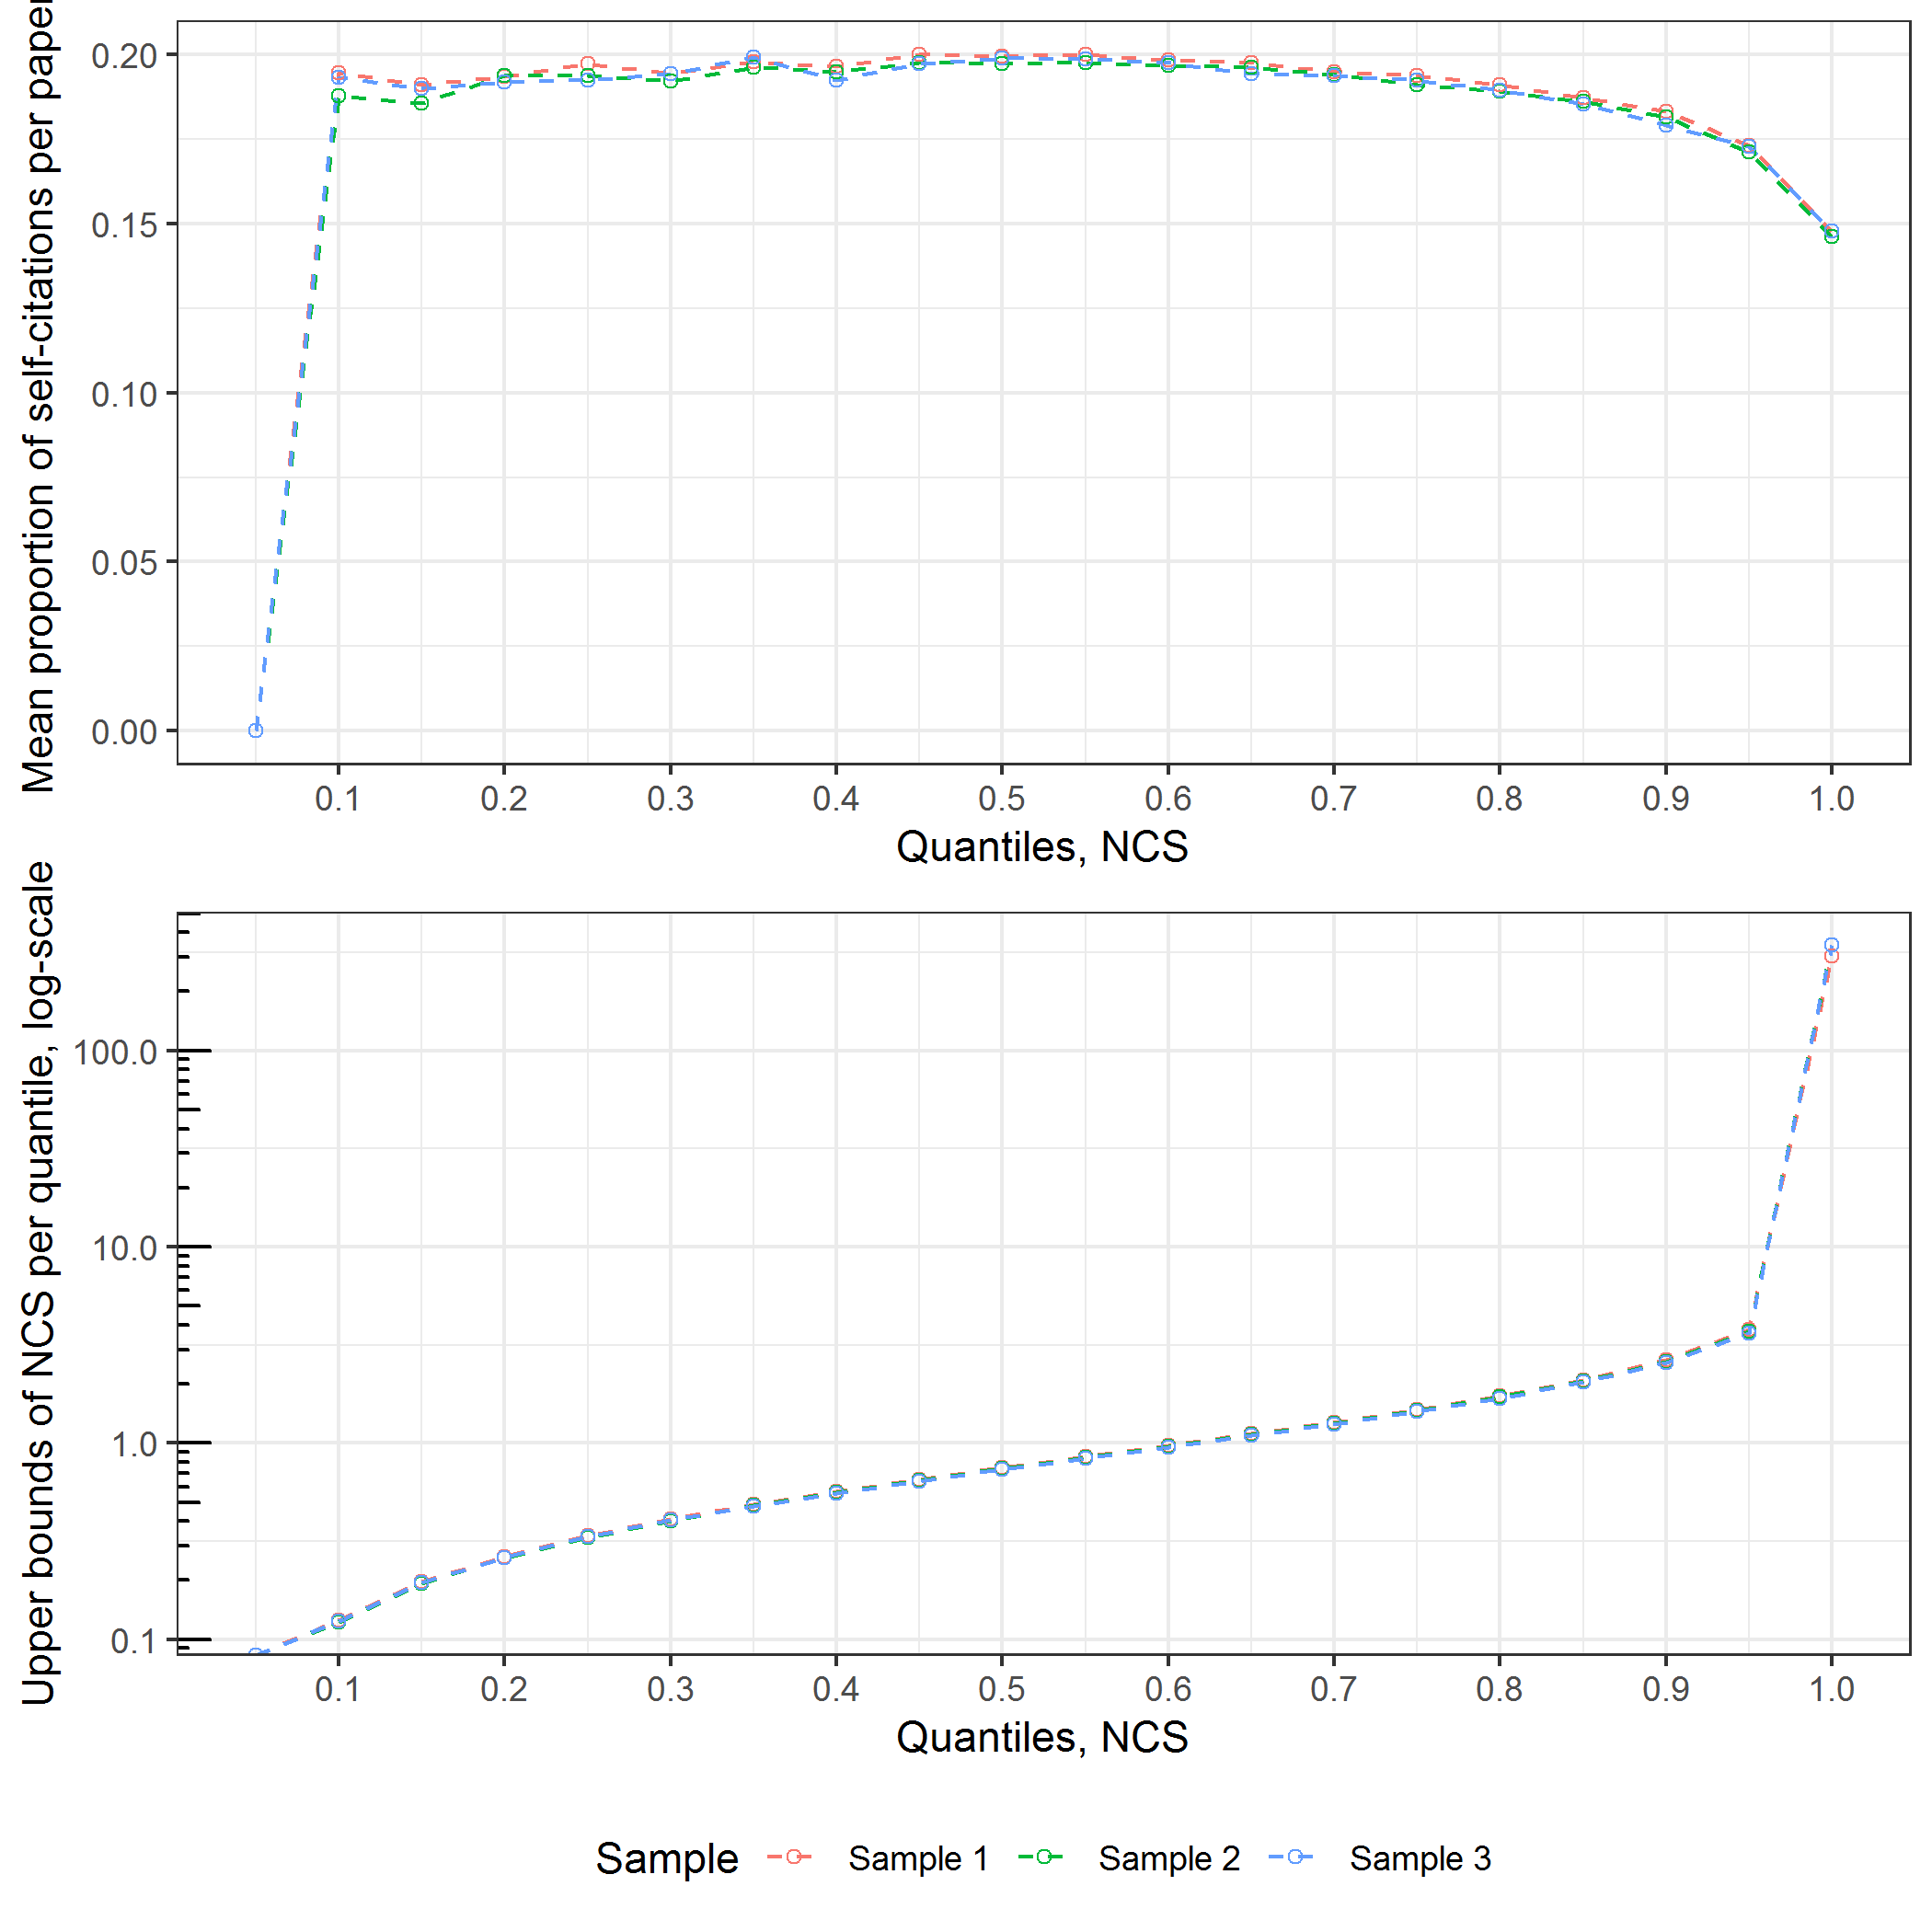 Mean proportion of self-citations per paper
0.20
0.15
0.10
0.05
0.00
0.1 0.2 0.3 0.4 0.5 0.6 0.7 0.8 0.9 1.0
Quantiles, NCS
Upper bounds of NCS per quantile, log-scale
100.0
10.0
1.0
0.1
0.1 0.2 0.3 0.4 0.5 0.6 0.7 0.8 0.9 1.0
Quantiles, NCS
Sample Sample 1 Sample 2 Sample 3